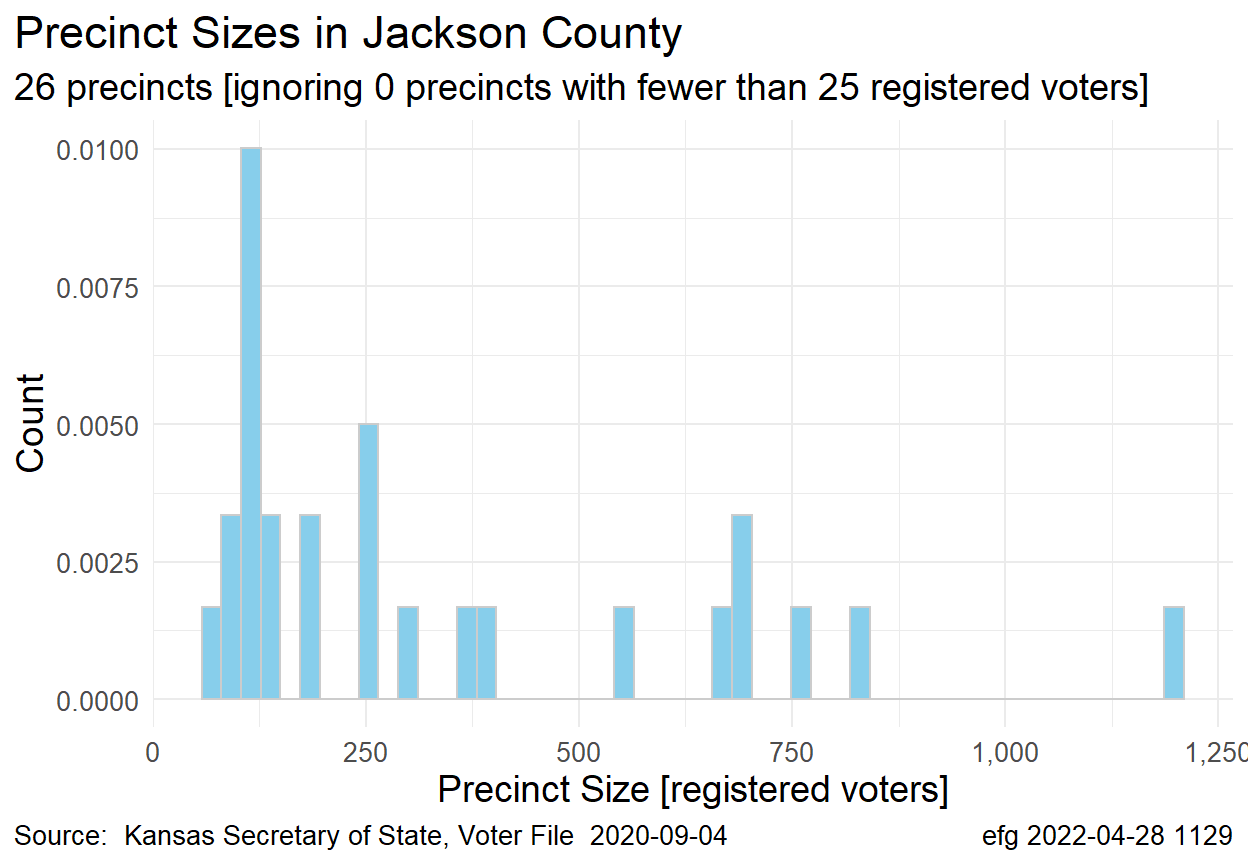 Precinct Sizes in Jackson County
26 precincts [ignoring 0 precincts with fewer than 25 registered voters]
0.0100
0.0075
0.0050
0.0025
0.0000
Count
0 250 500 750 1,000 1,250
Precinct Size [registered voters]
Source: Kansas Secretary of State, Voter File 2020-09-04 efg 2022-04-28 1129